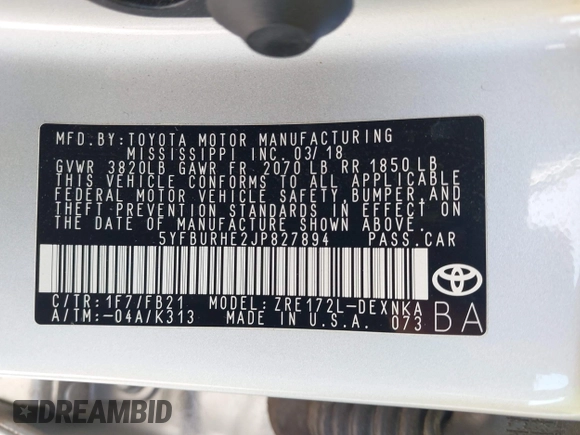 MFD.BY:TOYOTA MOTOR MANUFACTURING
MISSISSIPPI INC. 03/18
GVWR 3820LB GAWR FR 2070 LB RR 1850 LB
THIS VEHICLE CONFORMS TO ALL APPLICABLE
FEDERAL MOTOR VEHICLE SAFETY, BUMPER, AND
THEFT PREVENTION STANDARDS IN EFFECT ON
THE DATE OF MANUFACTURE SHOWN ABOVE.
5YFBURHE2JP827894 PASS.CAR
C/TR:1F7/FB21 MODEL:ZRE172L-DEXNKA
A/TM:-04A/K313 MADE IN U.S.A. 073
BA
DREAMBID